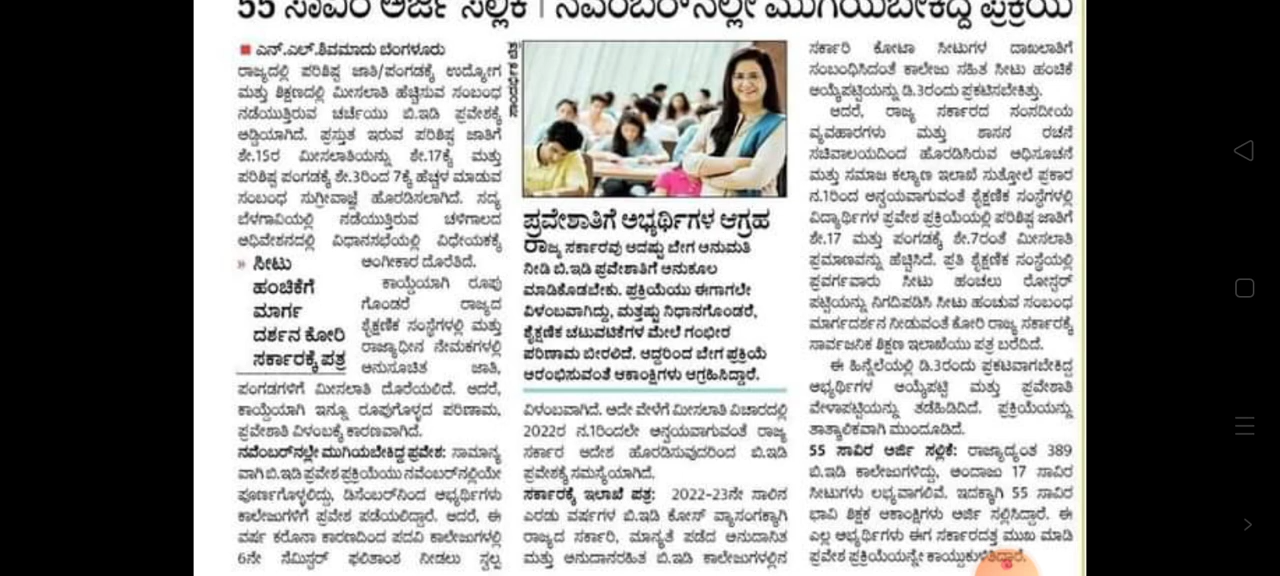 55 ಸಾವಿರ ಅರ್ಜಿ ಸಲ್ಲಿಕೆ | ನವೆಂಬರ್‌ನಲ್ಲೇ ಮುಗಿಯಬೇಕಿದ್ದ ಪ್ರಕ್ರಿಯೆ
■ ಎನ್.ಎಲ್.ಶಿವಮಾದು ಬೆಂಗಳೂರು
ರಾಜ್ಯದಲ್ಲಿ ಪರಿಶಿಷ್ಟ ಜಾತಿ/ಪಂಗಡಕ್ಕೆ ಉದ್ಯೋಗ
ಮತ್ತು ಶಿಕ್ಷಣದಲ್ಲಿ ಮೀಸಲಾತಿ ಹೆಚ್ಚಿಸುವ ಸಂಬಂಧ
ನಡೆಯುತ್ತಿರುವ ಚರ್ಚೆಯು ಬಿ.ಇಡಿ ಪ್ರವೇಶಕ್ಕೆ
ಅಡ್ಡಿಯಾಗಿದೆ. ಪ್ರಸ್ತುತ ಇರುವ ಪರಿಶಿಷ್ಟ ಜಾತಿಗೆ
ಶೇ.15ರ ಮೀಸಲಾತಿಯನ್ನು ಶೇ.17ಕ್ಕೆ ಮತ್ತು
ಪರಿಶಿಷ್ಟ ಪಂಗಡಕ್ಕೆ ಶೇ.3ರಿಂದ 7ಕ್ಕೆ ಹೆಚ್ಚಳ ಮಾಡುವ
ಸಂಬಂಧ ಸುಗ್ರೀವಾಜ್ಞೆ ಹೊರಡಿಸಲಾಗಿದೆ. ಸದ್ಯ
ಬೆಳಗಾವಿಯಲ್ಲಿ ನಡೆಯುತ್ತಿರುವ ಚಳಿಗಾಲದ
ಅಧಿವೇಶನದಲ್ಲಿ ವಿಧಾನಸಭೆಯಲ್ಲಿ ವಿಧೇಯಕಕ್ಕೆ
ಅಂಗೀಕಾರ ದೊರೆತಿದೆ.
» ಸೀಟು
ಹಂಚಿಕೆಗೆ
ಮಾರ್ಗ
ದರ್ಶನ ಕೋರಿ
ಸರ್ಕಾರಕ್ಕೆ ಪತ್ರ
ಕಾಯ್ದೆಯಾಗಿ ರೂಪು
ಗೊಂಡರೆ ರಾಜ್ಯದ
ಶೈಕ್ಷಣಿಕ ಸಂಸ್ಥೆಗಳಲ್ಲಿ ಮತ್ತು
ರಾಜ್ಯಾಧೀನ ನೇಮಕಗಳಲ್ಲಿ
ಅನುಸೂಚಿತ ಜಾತಿ,
ಪಂಗಡಗಳಿಗೆ ಮೀಸಲಾತಿ ದೊರೆಯಲಿದೆ. ಆದರೆ,
ಕಾಯ್ದೆಯಾಗಿ ಇನ್ನೂ ರೂಪುಗೊಳ್ಳದ ಪರಿಣಾಮ,
ಪ್ರವೇಶಾತಿ ವಿಳಂಬಕ್ಕೆ ಕಾರಣವಾಗಿದೆ.
ನವೆಂಬರ್‌ನಲ್ಲೇ ಮುಗಿಯಬೇಕಿದ್ದ ಪ್ರವೇಶ: ಸಾಮಾನ್ಯ
ವಾಗಿ ಬಿ.ಇಡಿ ಪ್ರವೇಶ ಪ್ರಕ್ರಿಯೆಯು ನವೆಂಬರ್‌ನಲ್ಲಿಯೇ
ಪೂರ್ಣಗೊಳ್ಳಲಿದ್ದು, ಡಿಸೆಂಬರ್‌ನಿಂದ ಅಭ್ಯರ್ಥಿಗಳು
ಕಾಲೇಜುಗಳಿಗೆ ಪ್ರವೇಶ ಪಡೆಯಲಿದ್ದಾರೆ. ಆದರೆ, ಈ
ವರ್ಷ ಕರೊನಾ ಕಾರಣದಿಂದ ಪದವಿ ಕಾಲೇಜುಗಳಲ್ಲಿ
6ನೇ ಸೆಮಿಸ್ಟರ್ ಫಲಿತಾಂಶ ನೀಡಲು ಸ್ವಲ್ಪ
ಸಾಂದರ್ಭಿಕ ಚಿತ್ರ
ಪ್ರವೇಶಾತಿಗೆ ಅಭ್ಯರ್ಥಿಗಳ ಆಗ್ರಹ
ರಾಜ್ಯ ಸರ್ಕಾರವು ಆದಷ್ಟು ಬೇಗ ಅನುಮತಿ
ನೀಡಿ ಬಿ.ಇಡಿ ಪ್ರವೇಶಾತಿಗೆ ಅನುಕೂಲ
ಮಾಡಿಕೊಡಬೇಕು. ಪ್ರಕ್ರಿಯೆಯು ಈಗಾಗಲೇ
ವಿಳಂಬವಾಗಿದ್ದು, ಮತ್ತಷ್ಟು ನಿಧಾನಗೊಂಡರೆ,
ಶೈಕ್ಷಣಿಕ ಚಟುವಟಿಕೆಗಳ ಮೇಲೆ ಗಂಭೀರ
ಪರಿಣಾಮ ಬೀರಲಿದೆ. ಆದ್ದರಿಂದ ಬೇಗ ಪ್ರಕ್ರಿಯೆ
ಆರಂಭಿಸುವಂತೆ ಆಕಾಂಕ್ಷಿಗಳು ಆಗ್ರಹಿಸಿದ್ದಾರೆ.
ವಿಳಂಬವಾಗಿದೆ. ಅದೇ ವೇಳೆಗೆ ಮೀಸಲಾತಿ ವಿಚಾರದಲ್ಲಿ
2022ರ ನ.1ರಿಂದಲೇ ಅನ್ವಯವಾಗುವಂತೆ ರಾಜ್ಯ
ಸರ್ಕಾರ ಆದೇಶ ಹೊರಡಿಸುವುದರಿಂದ ಬಿ.ಇಡಿ
ಪ್ರವೇಶಕ್ಕೆ ಸಮಸ್ಯೆಯಾಗಿದೆ.
ಸರ್ಕಾರಕ್ಕೆ ಇಲಾಖೆ ಪತ್ರ: 2022-23ನೇ ಸಾಲಿನ
ಎರಡು ವರ್ಷಗಳ ಬಿ.ಇಡಿ ಕೋರ್ಸ್ ವ್ಯಾಸಂಗಕ್ಕಾಗಿ
ರಾಜ್ಯದ ಸರ್ಕಾರಿ, ಮಾನ್ಯತೆ ಪಡೆದ ಅನುದಾನಿತ
ಮತ್ತು ಅನುದಾನರಹಿತ ಬಿ.ಇಡಿ ಕಾಲೇಜುಗಳಲ್ಲಿನ
ಸರ್ಕಾರಿ ಕೋಟಾ ಸೀಟುಗಳ ದಾಖಲಾತಿಗೆ
ಸಂಬಂಧಿಸಿದಂತೆ ಕಾಲೇಜು ಸಹಿತ ಸೀಟು ಹಂಚಿಕೆ
ಆಯ್ಕೆಪಟ್ಟಿಯನ್ನು ಡಿ.3ರಂದು ಪ್ರಕಟಿಸಬೇಕಿತ್ತು.
ಆದರೆ, ರಾಜ್ಯ ಸರ್ಕಾರದ ಸಂಸದೀಯ
ವ್ಯವಹಾರಗಳು ಮತ್ತು ಶಾಸನ ರಚನೆ
ಸಚಿವಾಲಯದಿಂದ ಹೊರಡಿಸಿರುವ ಅಧಿಸೂಚನೆ
ಮತ್ತು ಸಮಾಜ ಕಲ್ಯಾಣ ಇಲಾಖೆ ಸುತ್ತೋಲೆ ಪ್ರಕಾರ
ನ.1ರಿಂದ ಅನ್ವಯವಾಗುವಂತೆ ಶೈಕ್ಷಣಿಕ ಸಂಸ್ಥೆಗಳಲ್ಲಿ
ವಿದ್ಯಾರ್ಥಿಗಳ ಪ್ರವೇಶ ಪ್ರಕ್ರಿಯೆಯಲ್ಲಿ ಪರಿಶಿಷ್ಟ ಜಾತಿಗೆ
ಶೇ.17 ಮತ್ತು ಪಂಗಡಕ್ಕೆ ಶೇ.7ರಂತೆ ಮೀಸಲಾತಿ
ಪ್ರಮಾಣವನ್ನು ಹೆಚ್ಚಿಸಿದೆ. ಪ್ರತಿ ಶೈಕ್ಷಣಿಕ ಸಂಸ್ಥೆಯಲ್ಲಿ
ಪ್ರವರ್ಗವಾರು ಸೀಟು ಹಂಚಲು ರೋಸ್ಟರ್
ಪಟ್ಟಿಯನ್ನು ನಿಗದಿಪಡಿಸಿ ಸೀಟು ಹಂಚುವ ಸಂಬಂಧ
ಮಾರ್ಗದರ್ಶನ ನೀಡುವಂತೆ ಕೋರಿ ರಾಜ್ಯ ಸರ್ಕಾರಕ್ಕೆ
ಸಾರ್ವಜನಿಕ ಶಿಕ್ಷಣ ಇಲಾಖೆಯು ಪತ್ರ ಬರೆದಿದೆ.
ಈ ಹಿನ್ನೆಲೆಯಲ್ಲಿ ಡಿ.3ರಂದು ಪ್ರಕಟವಾಗಬೇಕಿದ್ದ
ಅಭ್ಯರ್ಥಿಗಳ ಆಯ್ಕೆಪಟ್ಟಿ ಮತ್ತು ಪ್ರವೇಶಾತಿ
ವೇಳಾಪಟ್ಟಿಯನ್ನು ತಡೆಹಿಡಿದಿದೆ. ಪ್ರಕ್ರಿಯೆಯನ್ನು
ತಾತ್ಕಾಲಿಕವಾಗಿ ಮುಂದೂಡಿದೆ.
55 ಸಾವಿರ ಅರ್ಜಿ ಸಲ್ಲಿಕೆ: ರಾಜ್ಯಾದ್ಯಂತ 389
ಬಿ.ಇಡಿ ಕಾಲೇಜುಗಳಿದ್ದು, ಅಂದಾಜು 17 ಸಾವಿರ
ಸೀಟುಗಳು ಲಭ್ಯವಾಗಲಿವೆ. ಇದಕ್ಕಾಗಿ 55 ಸಾವಿರ
ಭಾವಿ ಶಿಕ್ಷಕ ಆಕಾಂಕ್ಷಿಗಳು ಅರ್ಜಿ ಸಲ್ಲಿಸಿದ್ದಾರೆ. ಈ
ಎಲ್ಲ ಅಭ್ಯರ್ಥಿಗಳು ಈಗ ಸರ್ಕಾರದತ್ತ ಮುಖ ಮಾಡಿ
ಪ್ರವೇಶ ಪ್ರಕ್ರಿಯೆಯನ್ನೇ ಕಾಯ್ದುಕುಳಿತಿದ್ದಾರೆ.